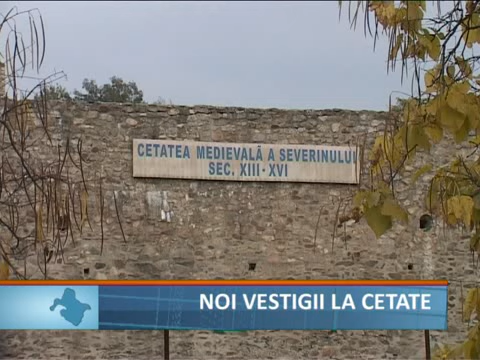 CETATEA MEDIEVALĂ A SEVERINULUI
SEC. XIII·XVI
NOI VESTIGII LA CETATE